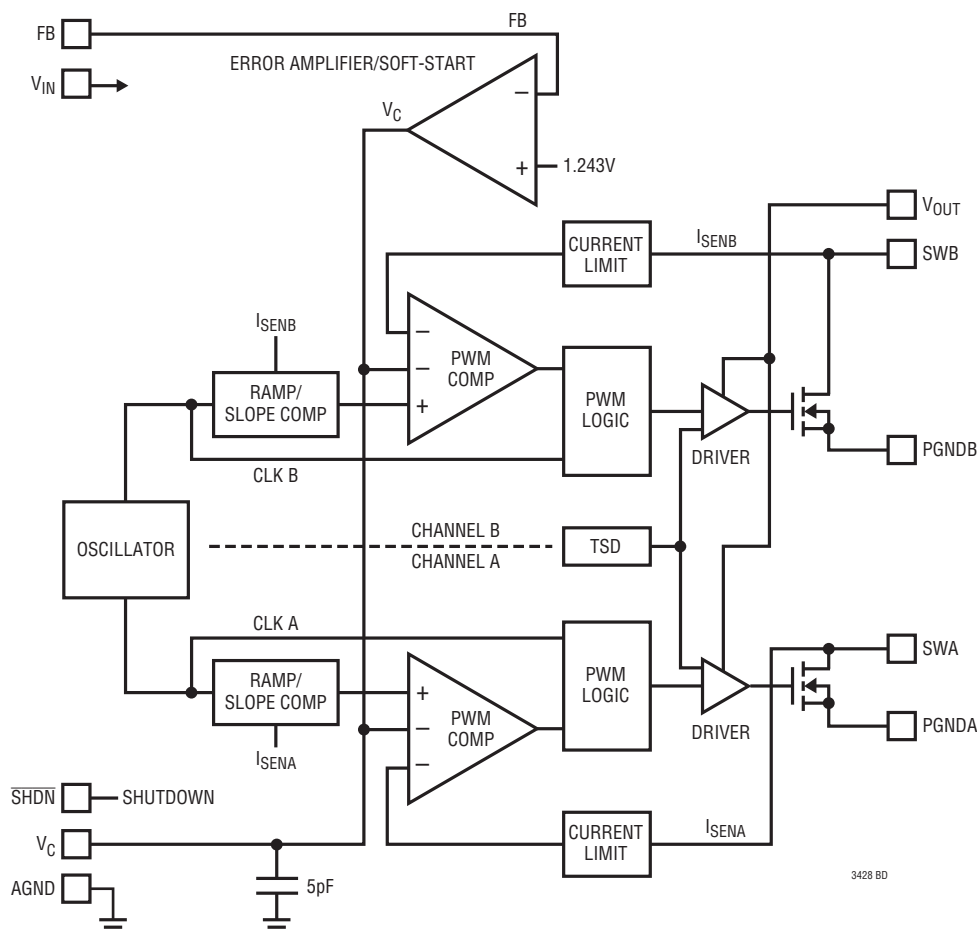 FB
FB
ERROR AMPLIFIER/SOFT-START
VIN
VC
−
+
1.243V
VOUT
CURRENT
LIMIT
ISENB
SWB
ISENB
−
−
+
PWM
COMP
RAMP/
SLOPE COMP
PWM
LOGIC
DRIVER
PGNDB
CLK B
OSCILLATOR
CHANNEL B
CHANNEL A
TSD
CLK A
SWA
RAMP/
SLOPE COMP
+
−
−
PWM
COMP
PWM
LOGIC
DRIVER
PGNDA
ISENA
SHDN
SHUTDOWN
CURRENT
LIMIT
ISENA
VC
5pF
AGND
3428 BD